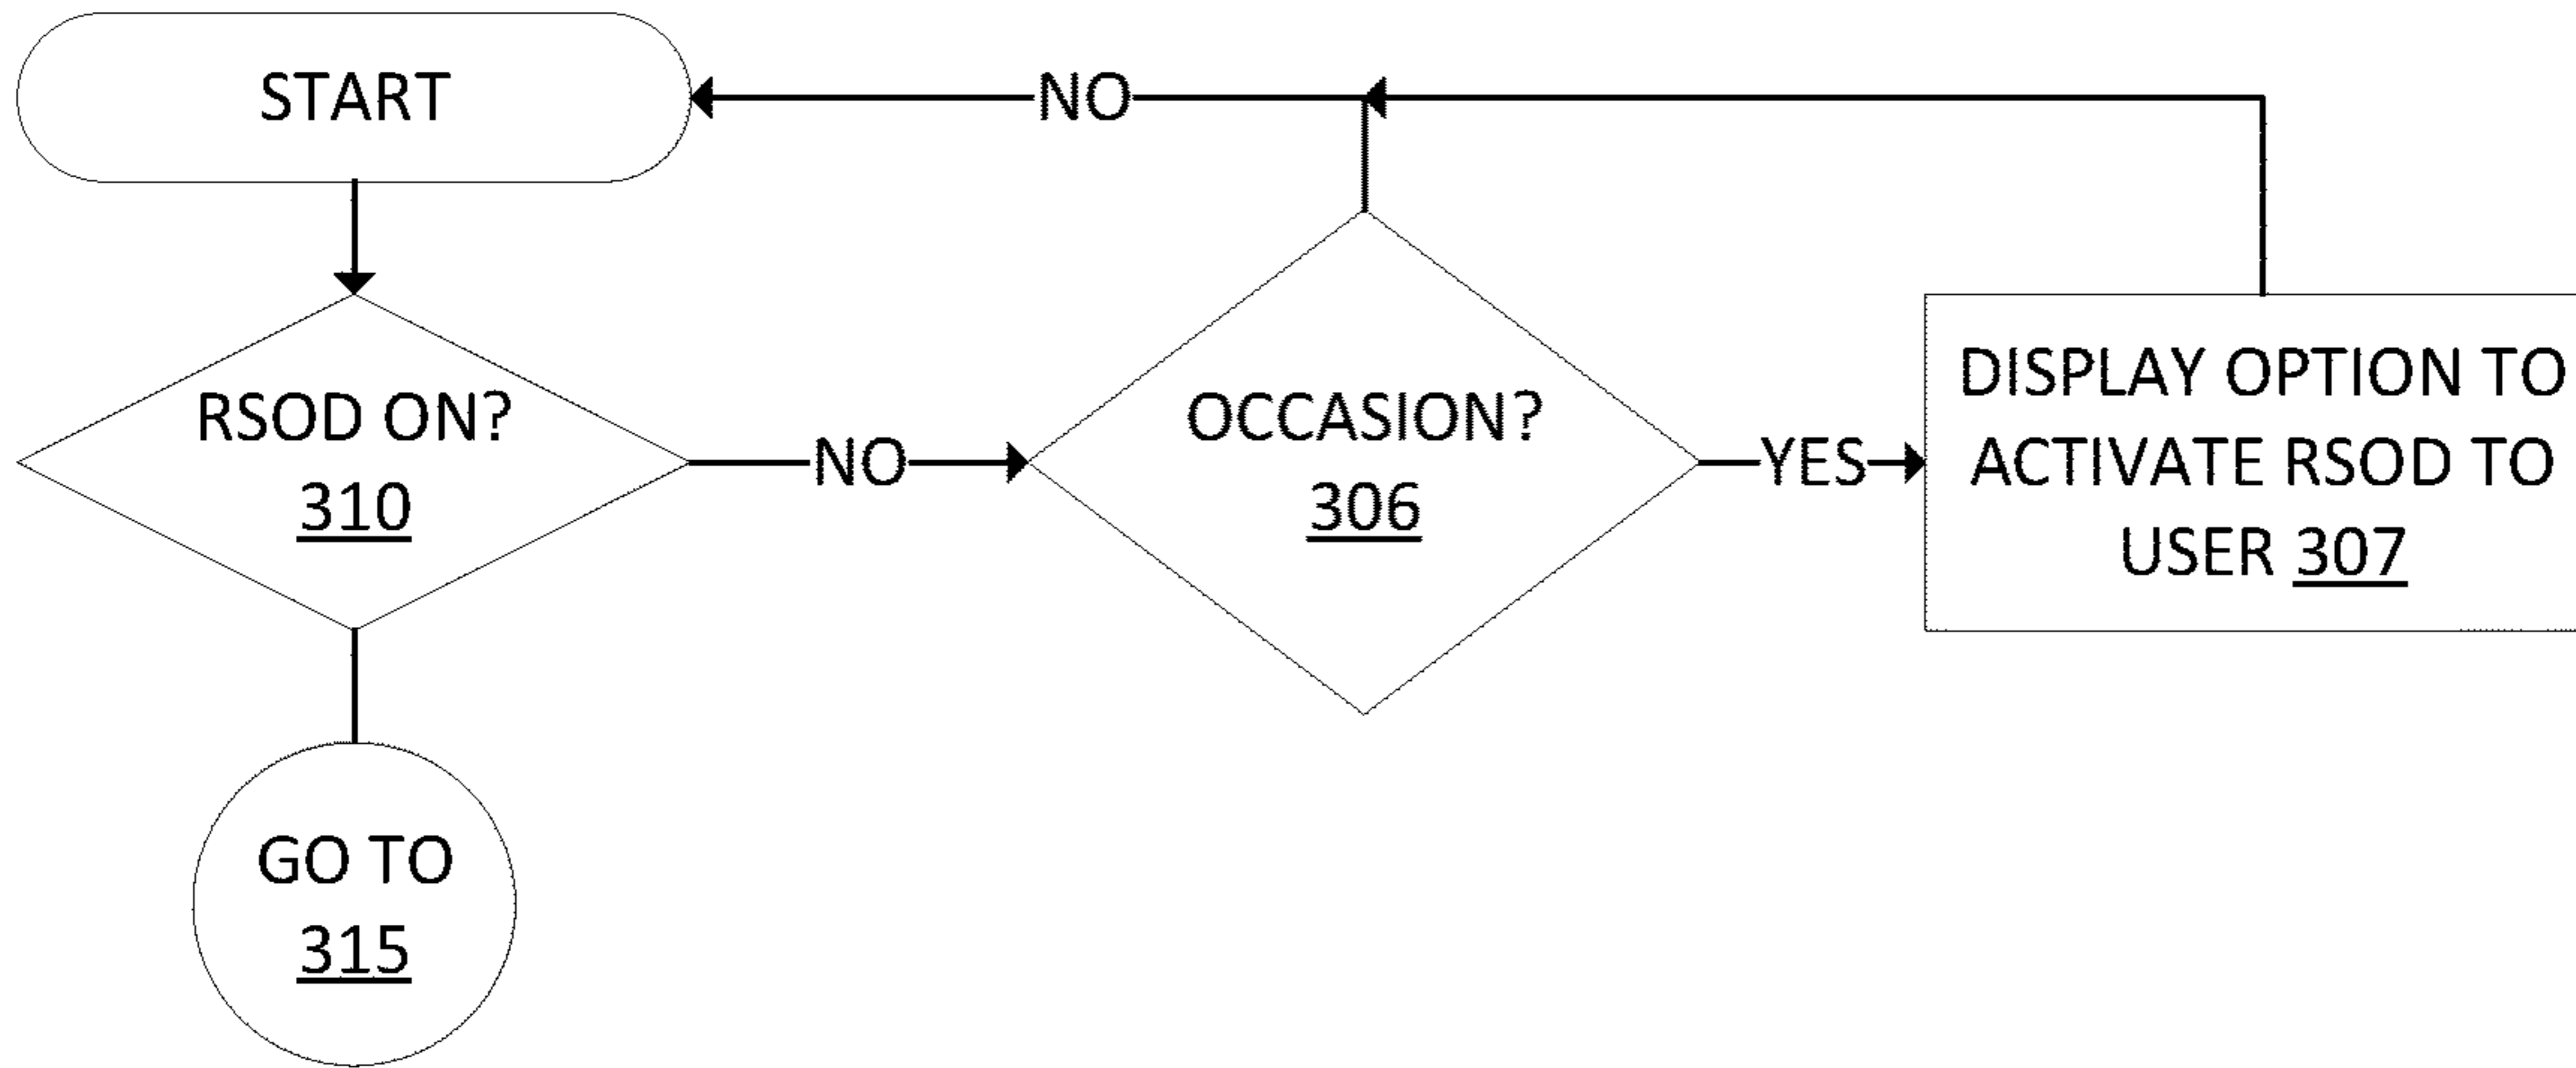 START
NO
RSOD ON?
310
NO
OCCASION?
306
YES
DISPLAY OPTION TO
ACTIVATE RSOD TO
USER 307
GO TO
315